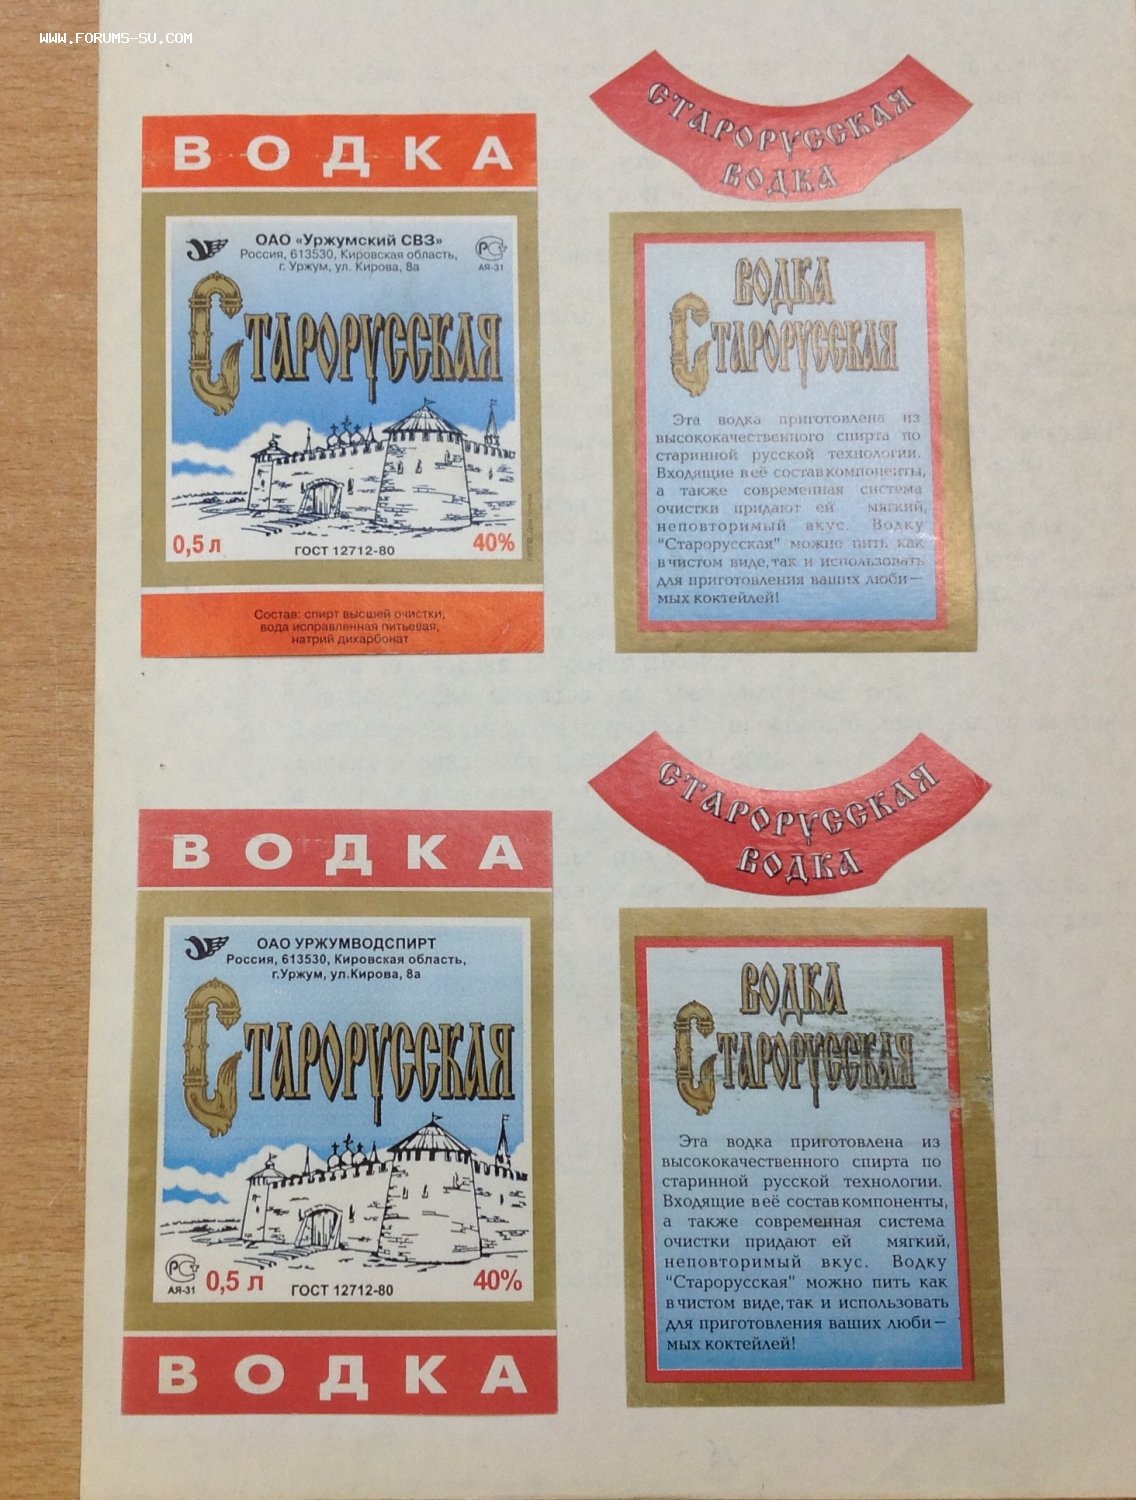 WWW.FORUMS-SU.COM
ВОДКА
ОАО «Уржумский СВЗ»
Россия, 613530, Кировская область,
г. Уржум, ул. Кирова, 8а
РС
АЯ-31
Старорусская
0,5 л
ГОСТ 12712-80
40%
Состав: спирт высшей очистки,
вода исправленная питьевая,
натрий дикарбонат
СТАРОРУССКАЯ
ВОДКА
ВОДКА
СТАРОРУССКАЯ
Эта водка приготовлена из
высококачественного спирта по
старинной русской технологии.
Входящие в её состав компоненты,
а также современная система
очистки придают ей мягкий,
неповторимый вкус. Водку
"Старорусская" можно пить как
в чистом виде, так и использовать
для приготовления ваших люби–
мых коктейлей!
ВОДКА
ОАО УРЖУМВОДСПИРТ
Россия, 613530, Кировская область,
г.Уржум, ул.Кирова, 8а
Старорусская
РС
АЯ-31
0,5 л
ГОСТ 12712-80
40%
ВОДКА
СТАРОРУССКАЯ
ВОДКА
ВОДКА
СТАРОРУССКАЯ
Эта водка приготовлена из
высококачественного спирта по
старинной русской технологии.
Входящие в её состав компоненты,
а также современная система
очистки придают ей мягкий,
неповторимый вкус. Водку
"Старорусская" можно пить как
в чистом виде, так и использовать
для приготовления ваших люби–
мых коктейлей!